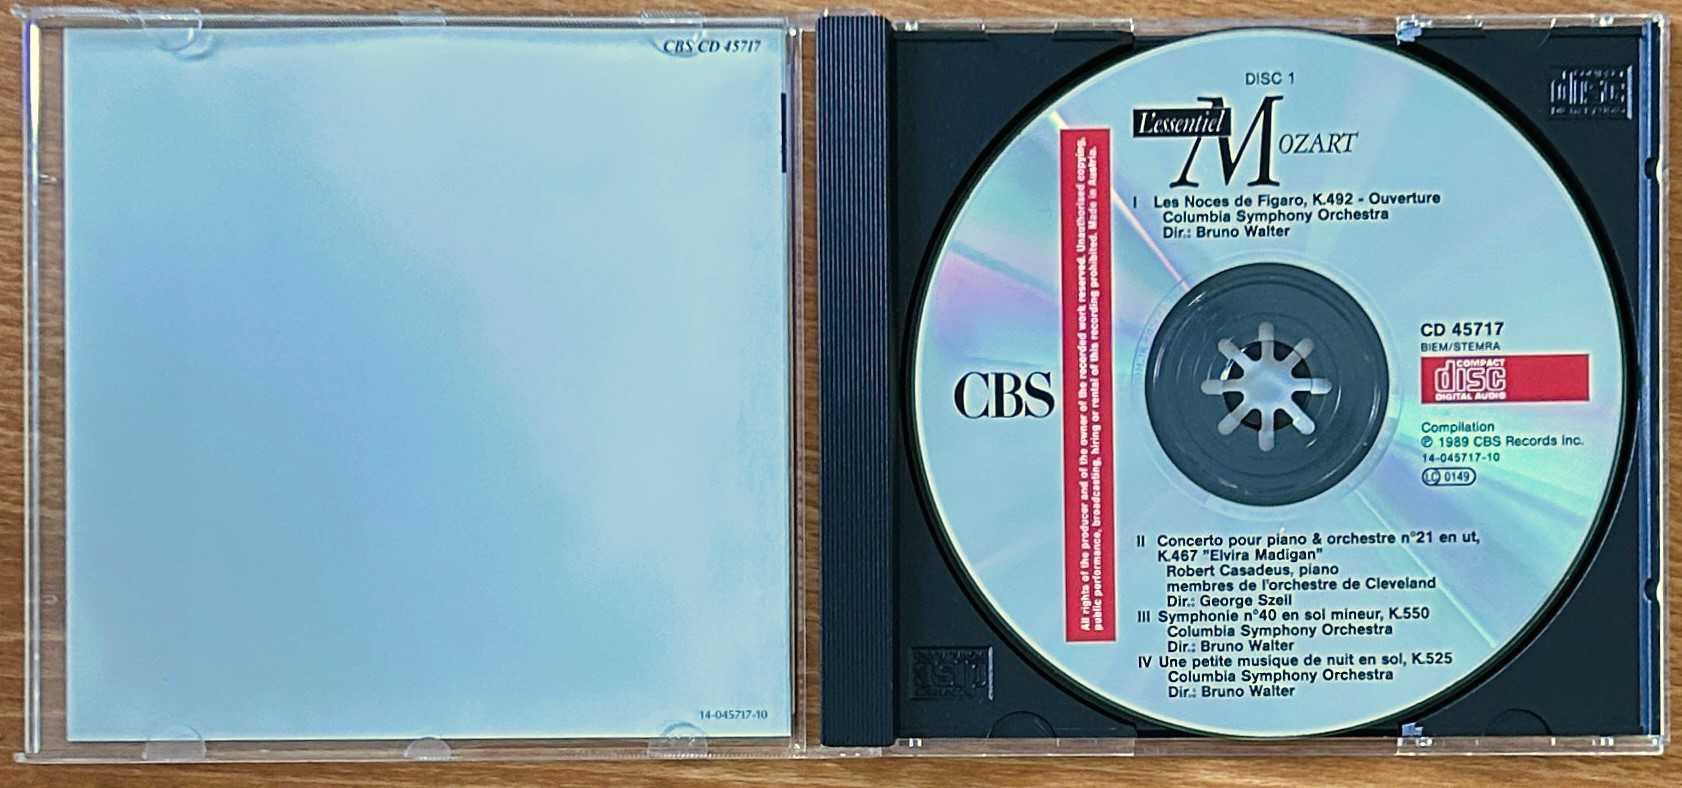 CBS CD 45717
14-045717-10
DISC 1
L'essentiel
MOZART
I Les Noces de Figaro, K.492 - Ouverture
Columbia Symphony Orchestra
Dir.: Bruno Walter
All rights of the producer and of the owner of the recorded work reserved. Unauthorised copying,
public performance, broadcasting, hiring or rental of this recording prohibited. Made in Austria.
CBS
CD 45717
BIEM/STEMRA
COMPACT
disc
DIGITAL AUDIO
Compilation
℗ 1989 CBS Records Inc.
14-045717-10
LC 0149
II Concerto pour piano & orchestre n°21 en ut,
K.467 "Elvira Madigan"
Robert Casadeus, piano
membres de l'orchestre de Cleveland
Dir.: George Szell
III Symphonie n°40 en sol mineur, K.550
Columbia Symphony Orchestra
Dir.: Bruno Walter
IV Une petite musique de nuit en sol, K.525
Columbia Symphony Orchestra
Dir.: Bruno Walter
disc